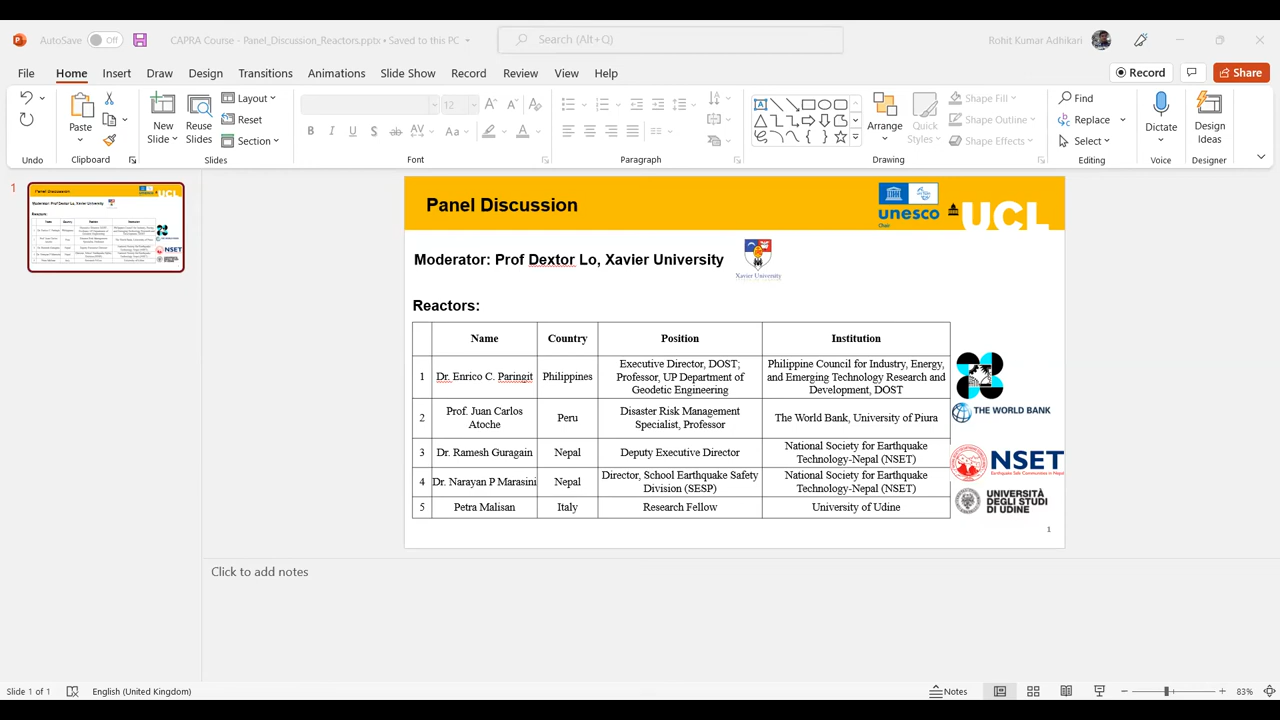 AutoSave Off CAPRA Course - Panel_Discussion_Reactors.pptx • Saved to this PC Search (Alt+Q) Rohit Kumar Adhikari
File Home Insert Draw Design Transitions Animations Slide Show Record Review View Help Record Share
Paste New Slide Reuse Slides Layout Reset Section 12 Arrange Quick Styles Shape Fill Shape Outline Shape Effects Find Replace Select Dictate Design Ideas
Undo Clipboard Slides Font Paragraph Drawing Editing Voice Designer
1
Panel Discussion
unesco
Chair
UCL
Moderator: Prof Dextor Lo, Xavier University
Xavier University
Reactors:
Name Country Position Institution
1 Dr. Enrico C. Paringit Philippines Executive Director, DOST; Professor, UP Department of Geodetic Engineering Philippine Council for Industry, Energy, and Emerging Technology Research and Development, DOST
2 Prof. Juan Carlos Atoche Peru Disaster Risk Management Specialist, Professor The World Bank, University of Piura
THE WORLD BANK
3 Dr. Ramesh Guragain Nepal Deputy Executive Director National Society for Earthquake Technology-Nepal (NSET)
NSET
Earthquake Safe Communities in Nepal
4 Dr. Narayan P Marasini Nepal Director, School Earthquake Safety Division (SESP) National Society for Earthquake Technology-Nepal (NSET)
5 Petra Malisan Italy Research Fellow University of Udine
UNIVERSITÀ
DEGLI STUDI
DI UDINE
1
Click to add notes
Slide 1 of 1 English (United Kingdom) Notes 83%